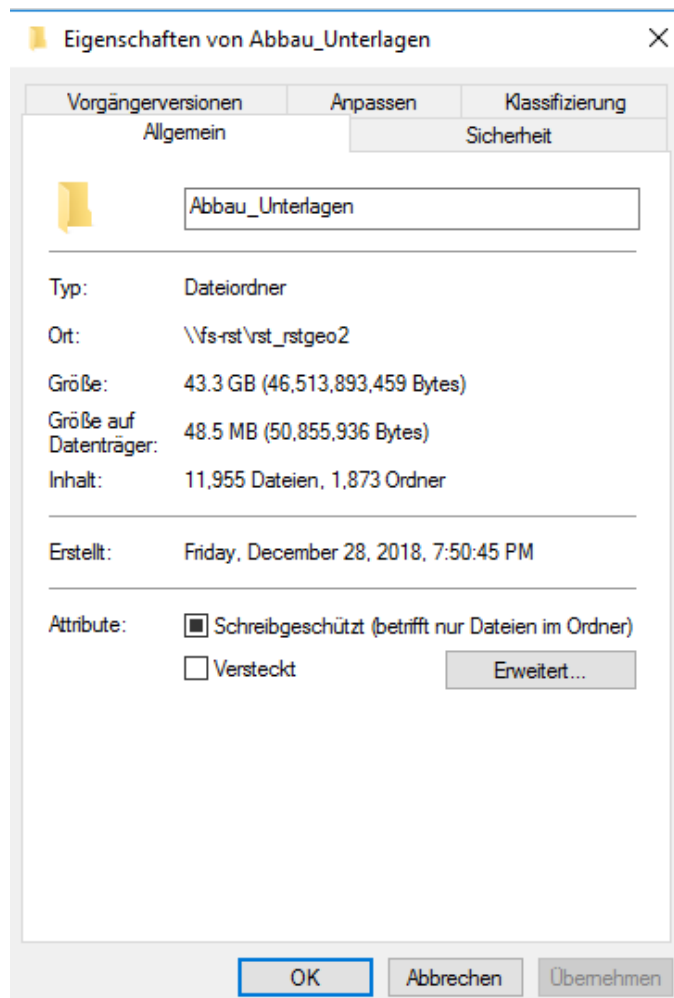 Eigenschaften von Abbau_Unterlagen
Vorgängerversionen Anpassen Klassifizierung
Allgemein Sicherheit
Abbau_Unterlagen
Typ: Dateiordner
Ort: \\fs-rst\rst_rstgeo2
Größe: 43.3 GB (46,513,893,459 Bytes)
Größe auf
Datenträger: 48.5 MB (50,855,936 Bytes)
Inhalt: 11,955 Dateien, 1,873 Ordner
Erstellt: Friday, December 28, 2018, 7:50:45 PM
Attribute: Schreibgeschützt (betrifft nur Dateien im Ordner)
Versteckt Erweitert...
OK Abbrechen Übernehmen